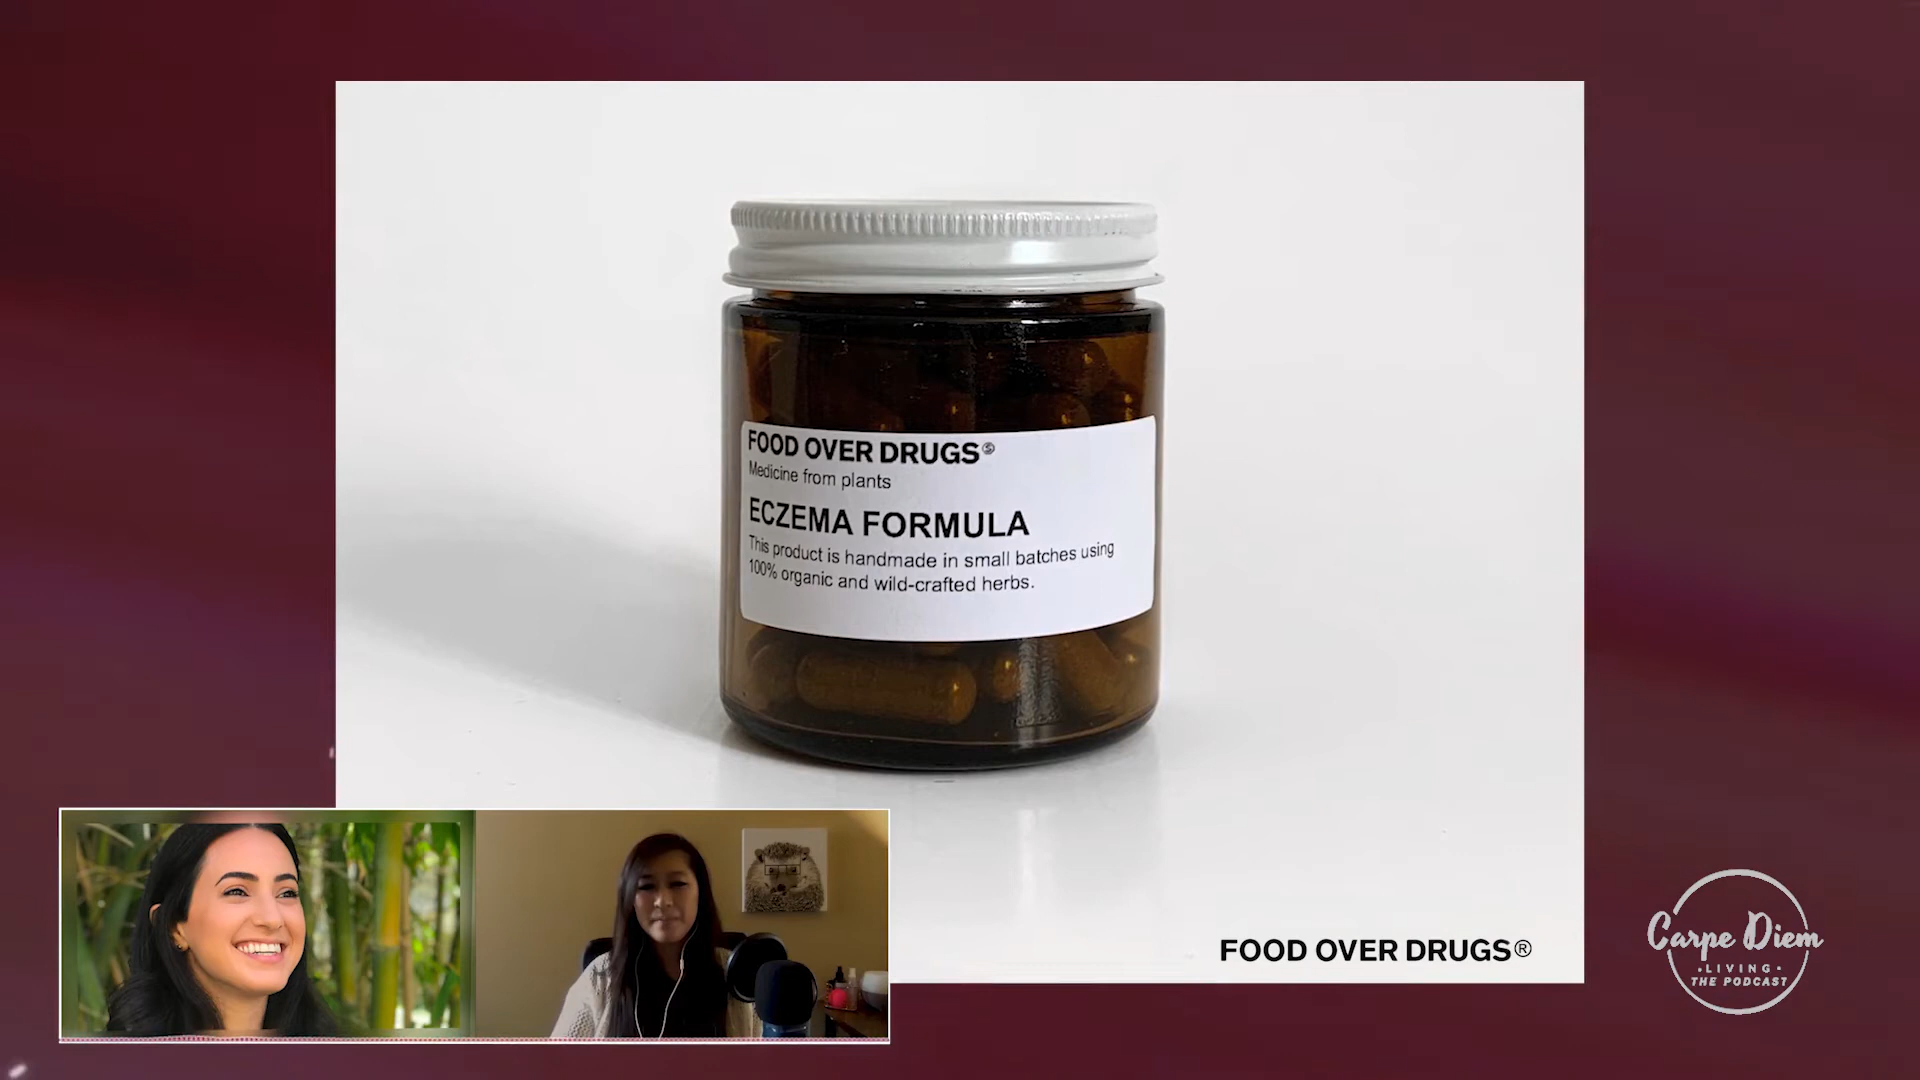 FOOD OVER DRUGS®
Medicine from plants
ECZEMA FORMULA
This product is handmade in small batches using
100% organic and wild-crafted herbs.
FOOD OVER DRUGS®
Carpe Diem
•LIVING•
THE PODCAST